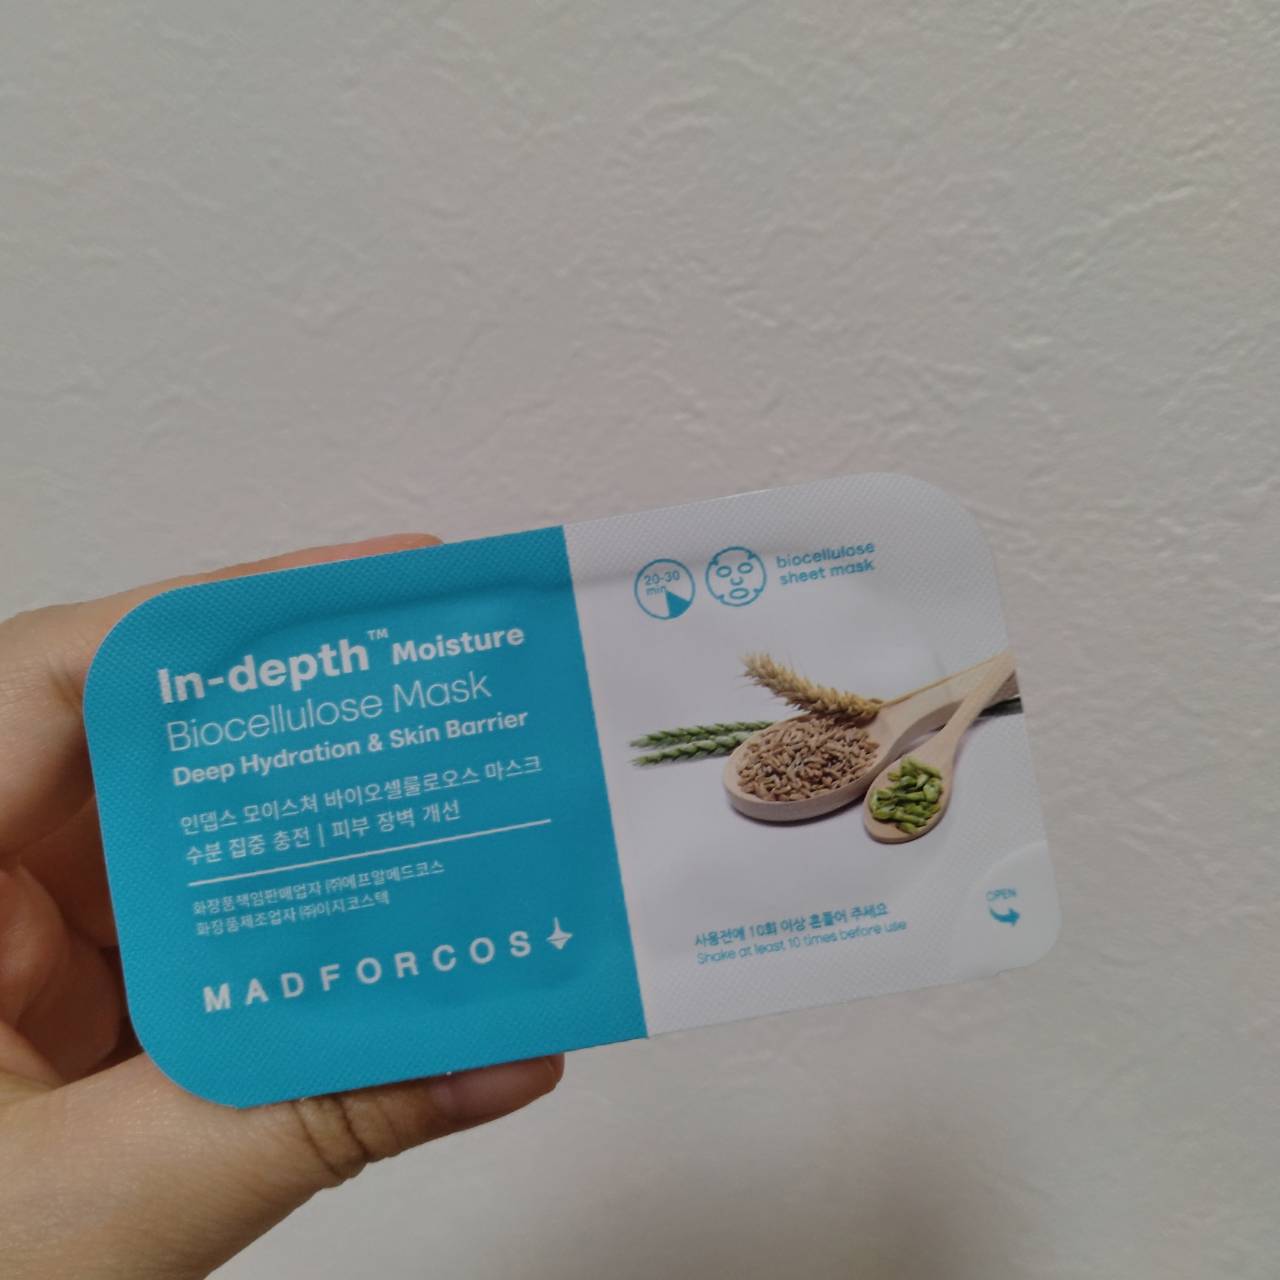 In-depth™ Moisture
Biocellulose Mask
Deep Hydration & Skin Barrier
인뎁스 모이스쳐 바이오셀룰로오스 마스크
수분 집중 충전 | 피부 장벽 개선
화장품책임판매업자 ㈜에프알메드코스
화장품제조업자 ㈜이지코스텍
MADFORCOS
20-30
min
biocellulose
sheet mask
사용전에 10회 이상 흔들어 주세요
Shake at least 10 times before use
OPEN